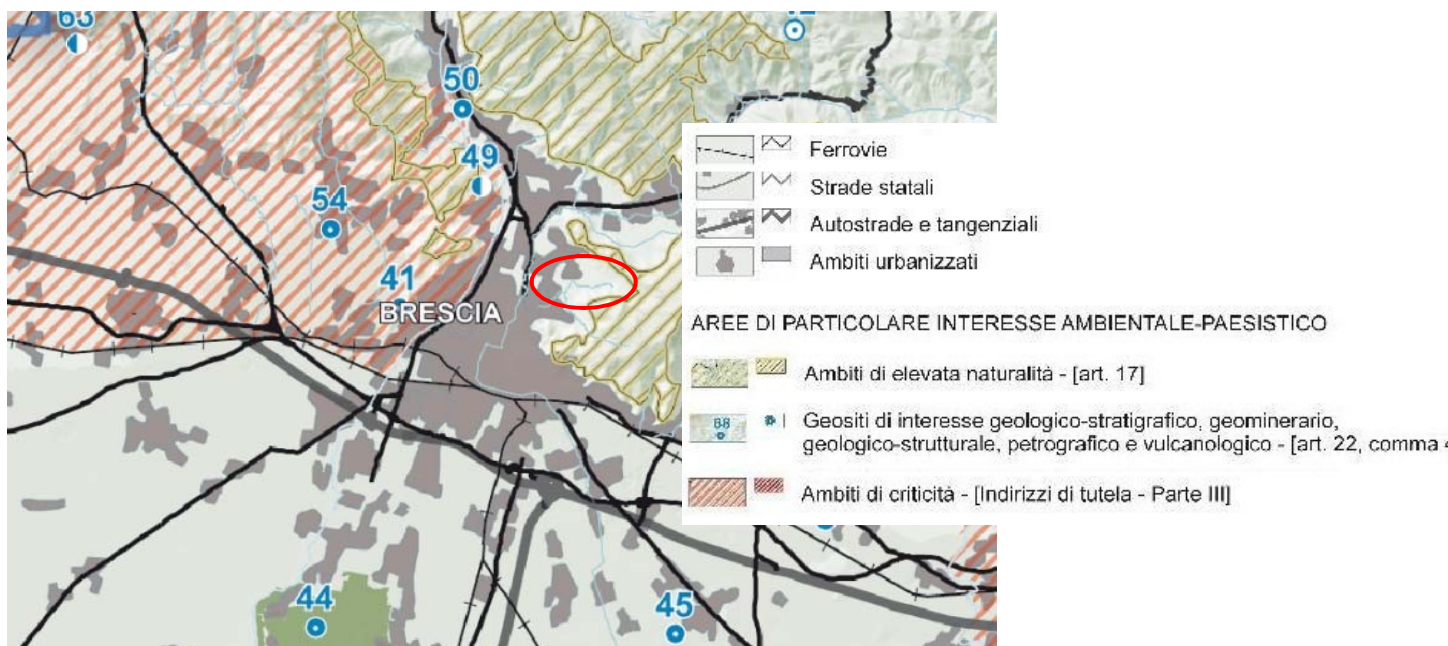 63
50
49
54
41
BRESCIA
44
45
Ferrovie
Strade statali
Autostrade e tangenziali
Ambiti urbanizzati
AREE DI PARTICOLARE INTERESSE AMBIENTALE-PAESISTICO
Ambiti di elevata naturalità - [art. 17]
88
Geositi di interesse geologico-stratigrafico, geominerario,
geologico-strutturale, petrografico e vulcanologico - [art. 22, comma 4
Ambiti di criticità - [Indirizzi di tutela - Parte III]